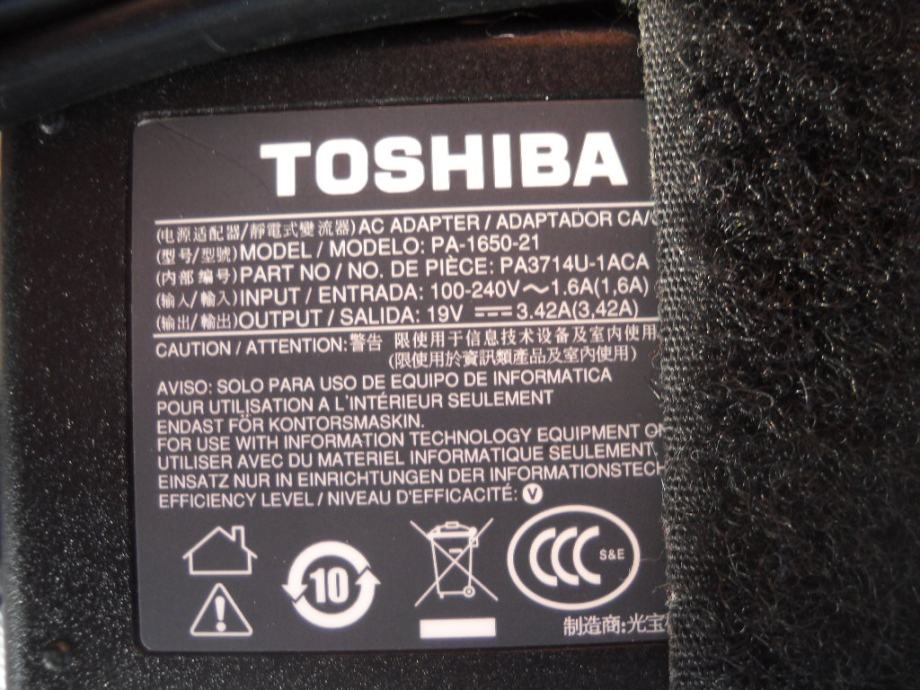 TOSHIBA
(电源适配器/靜電式變流器) AC ADAPTER / ADAPTADOR CA/
(型号/型號) MODEL / MODELO: PA-1650-21
(内部编号) PART NO / NO. DE PIÈCE: PA3714U-1ACA
(输入/輸入) INPUT / ENTRADA: 100-240V～1.6A(1,6A)
(输出/輸出) OUTPUT / SALIDA: 19V ⎓ 3.42A(3,42A)
CAUTION / ATTENTION: 警告 限使用于信息技术设备及室内使用
(限使用於資訊類產品及室內使用)
AVISO: SOLO PARA USO DE EQUIPO DE INFORMATICA
POUR UTILISATION A L'INTÉRIEUR SEULEMENT
ENDAST FÖR KONTORSMASKIN.
FOR USE WITH INFORMATION TECHNOLOGY EQUIPMENT
UTILISER AVEC DU MATERIEL INFORMATIQUE SEULEMENT,
EINSATZ NUR IN EINRICHTUNGEN DER INFORMATIONSTECH
EFFICIENCY LEVEL / NIVEAU D'EFFICACITÉ: V
10
CCC S&E
制造商:光宝